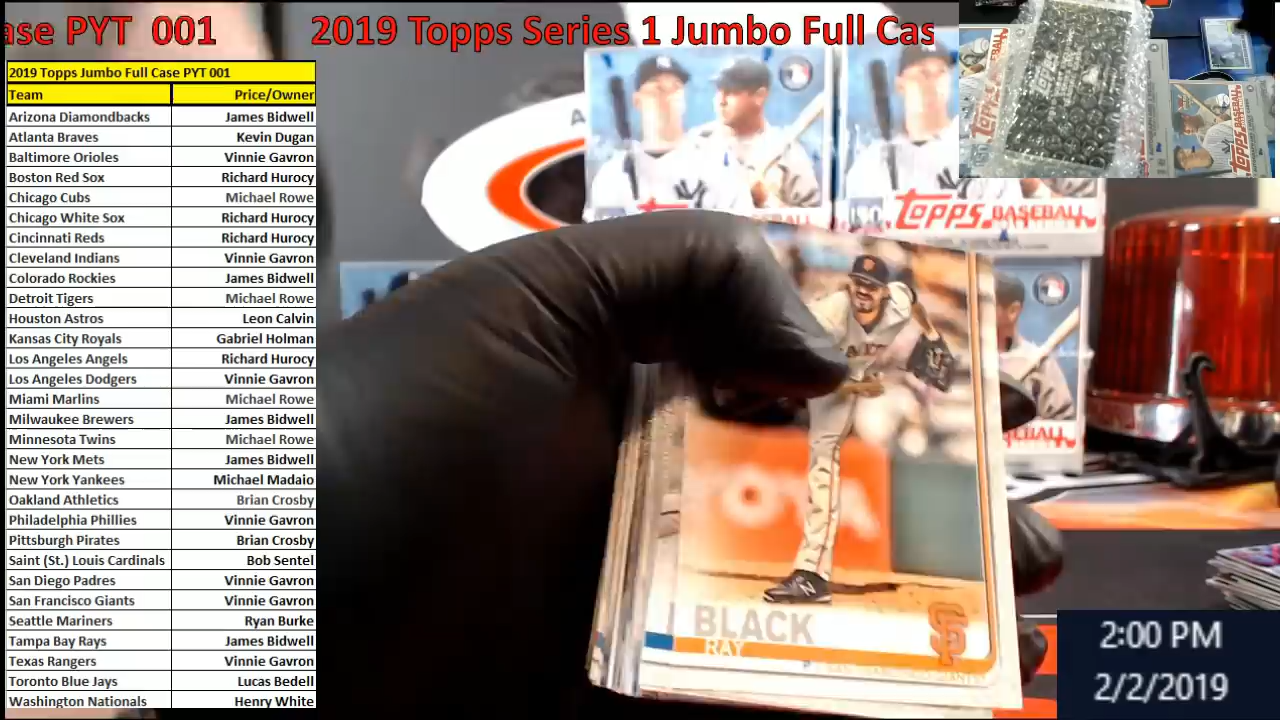 ase PYT 001 2019 Topps Series 1 Jumbo Full Cas
2019 Topps Jumbo Full Case PYT 001
Team Price/Owner
Arizona Diamondbacks James Bidwell
Atlanta Braves Kevin Dugan
Baltimore Orioles Vinnie Gavron
Boston Red Sox Richard Hurocy
Chicago Cubs Michael Rowe
Chicago White Sox Richard Hurocy
Cincinnati Reds Richard Hurocy
Cleveland Indians Vinnie Gavron
Colorado Rockies James Bidwell
Detroit Tigers Michael Rowe
Houston Astros Leon Calvin
Kansas City Royals Gabriel Holman
Los Angeles Angels Richard Hurocy
Los Angeles Dodgers Vinnie Gavron
Miami Marlins Michael Rowe
Milwaukee Brewers James Bidwell
Minnesota Twins Michael Rowe
New York Mets James Bidwell
New York Yankees Michael Madaio
Oakland Athletics Brian Crosby
Philadelphia Phillies Vinnie Gavron
Pittsburgh Pirates Brian Crosby
Saint (St.) Louis Cardinals Bob Sentel
San Diego Padres Vinnie Gavron
San Francisco Giants Vinnie Gavron
Seattle Mariners Ryan Burke
Tampa Bay Rays James Bidwell
Texas Rangers Vinnie Gavron
Toronto Blue Jays Lucas Bedell
Washington Nationals Henry White
Topps BASEBALL
Topps BASEBALL
150 Topps BASEBALL
OYA
BLACK
RAY
SF
2:00 PM
2/2/2019